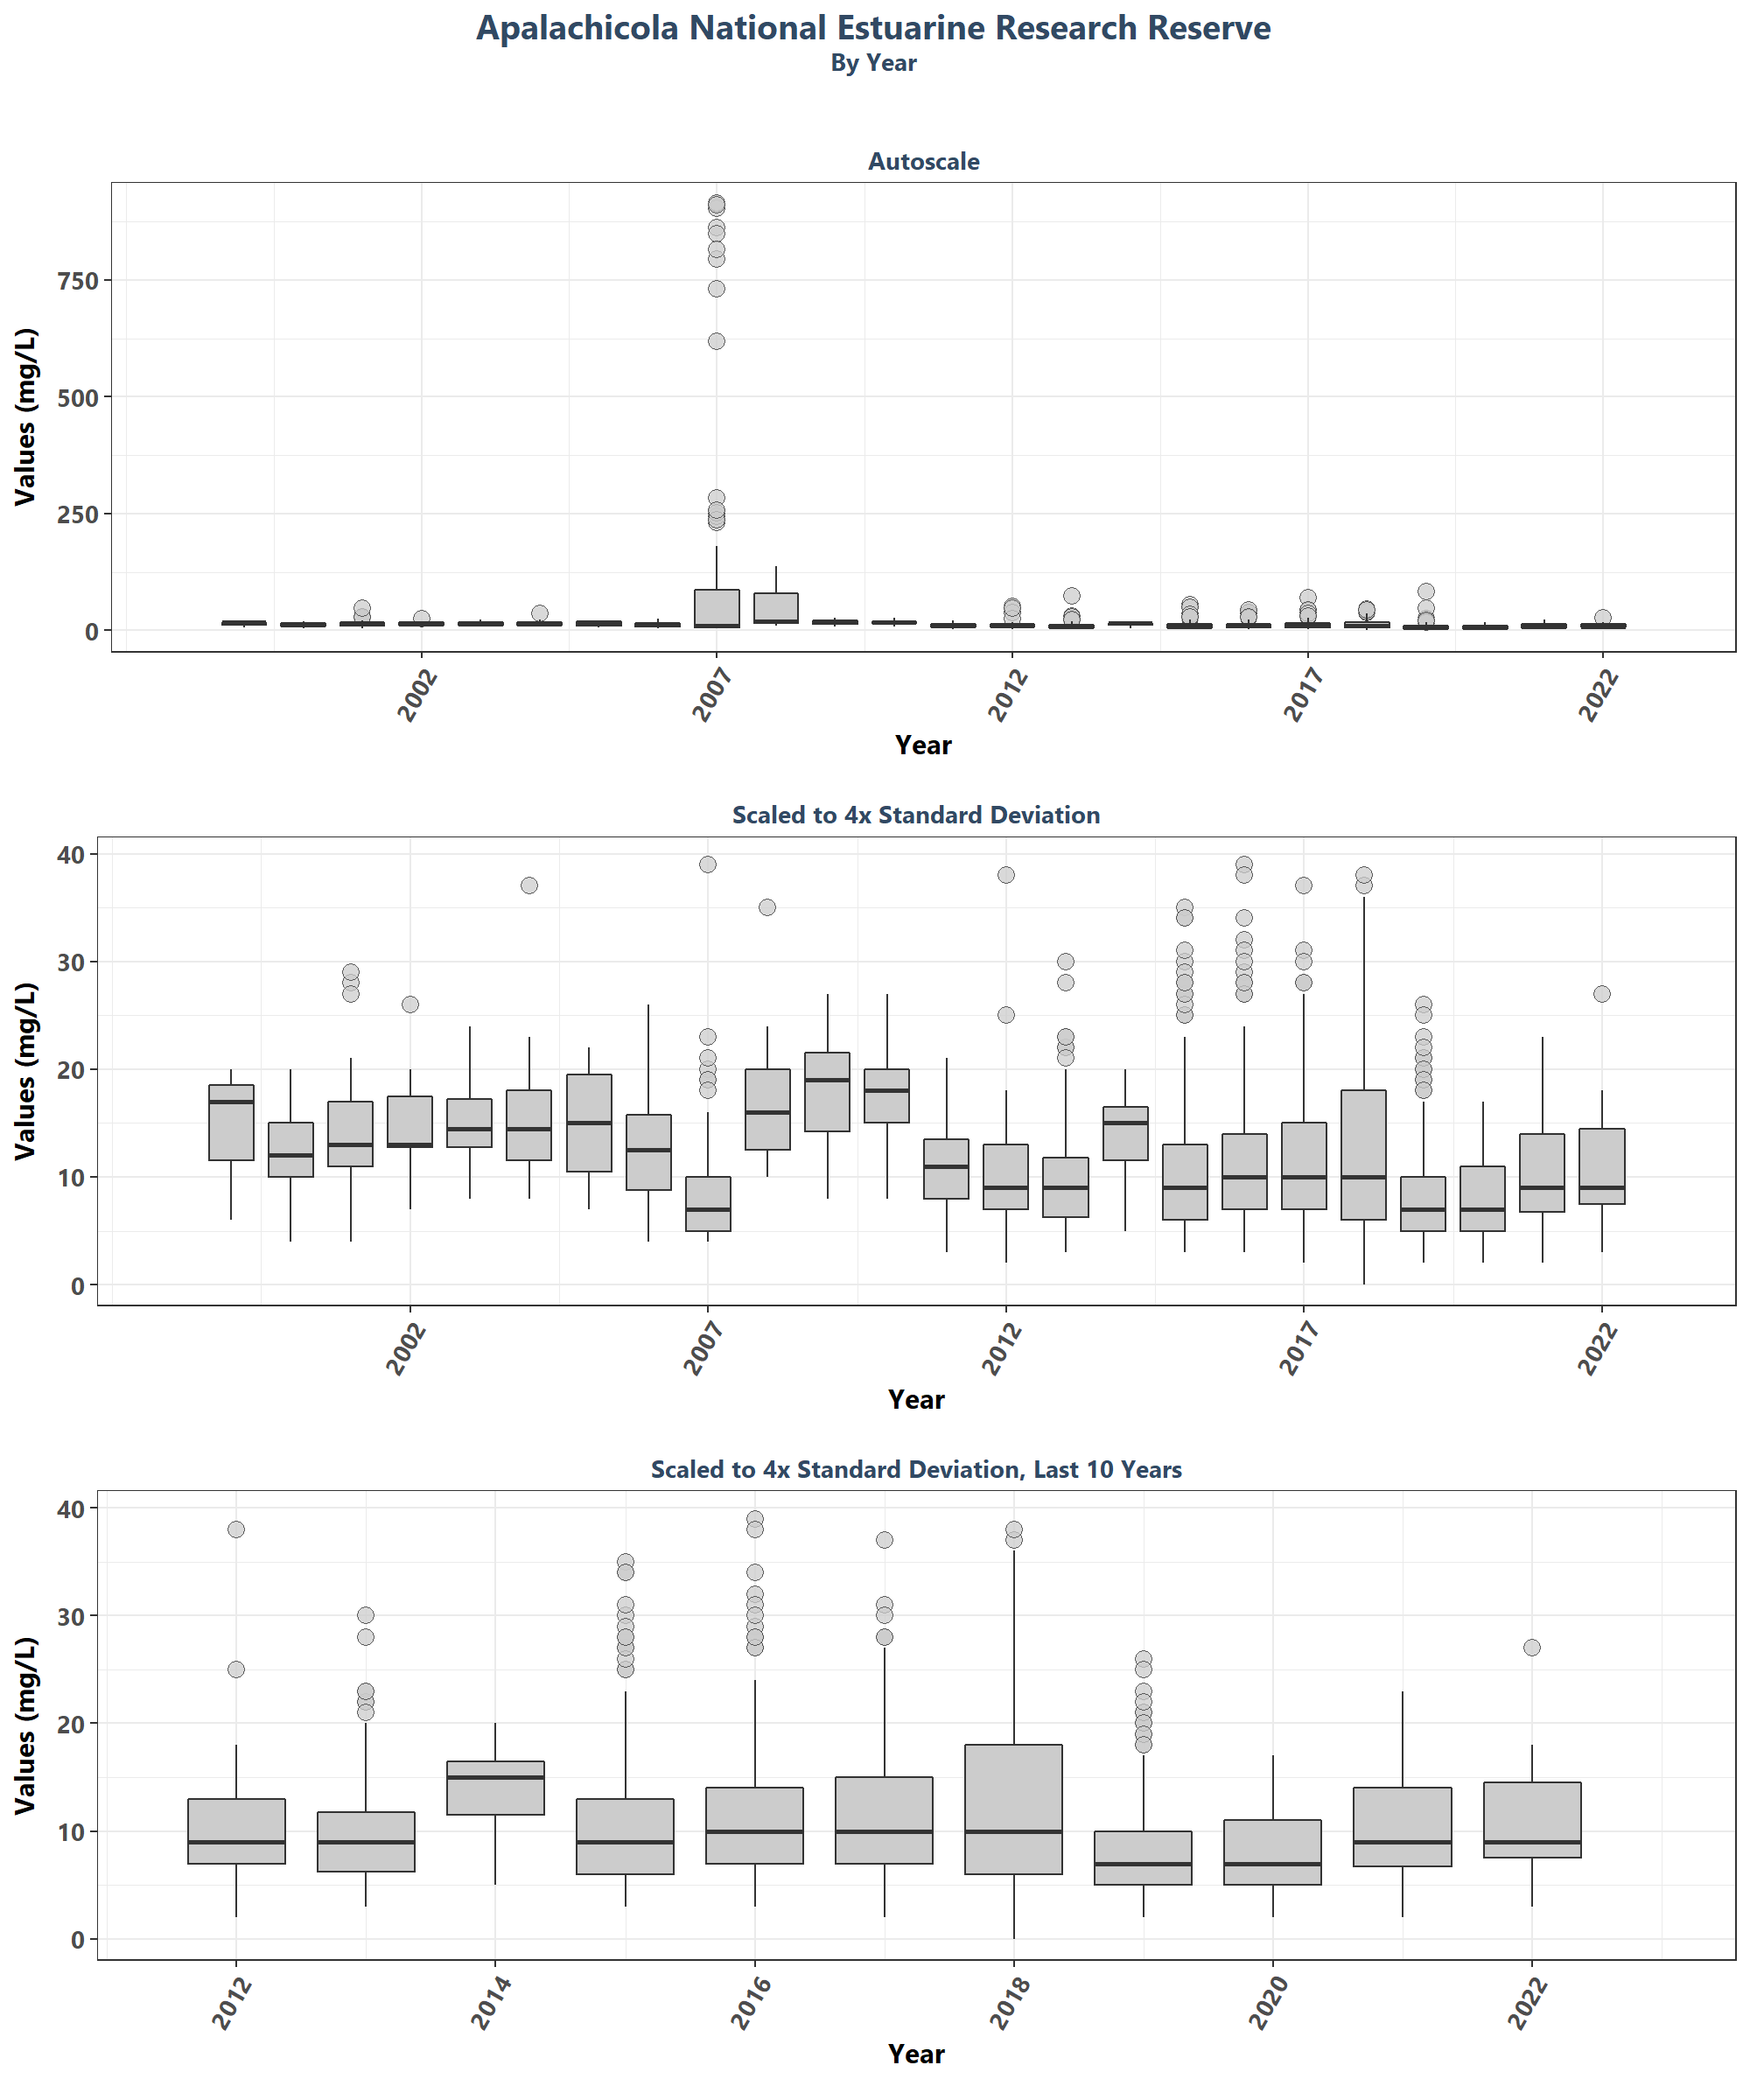 Apalachicola National Estuarine Research Reserve
By Year
Autoscale
Values (mg/L)
750
500
250
0
2002
2007
2012
2017
2022
Year
Scaled to 4x Standard Deviation
Values (mg/L)
40
30
20
10
0
2002
2007
2012
2017
2022
Year
Scaled to 4x Standard Deviation, Last 10 Years
Values (mg/L)
40
30
20
10
0
2012
2014
2016
2018
2020
2022
Year